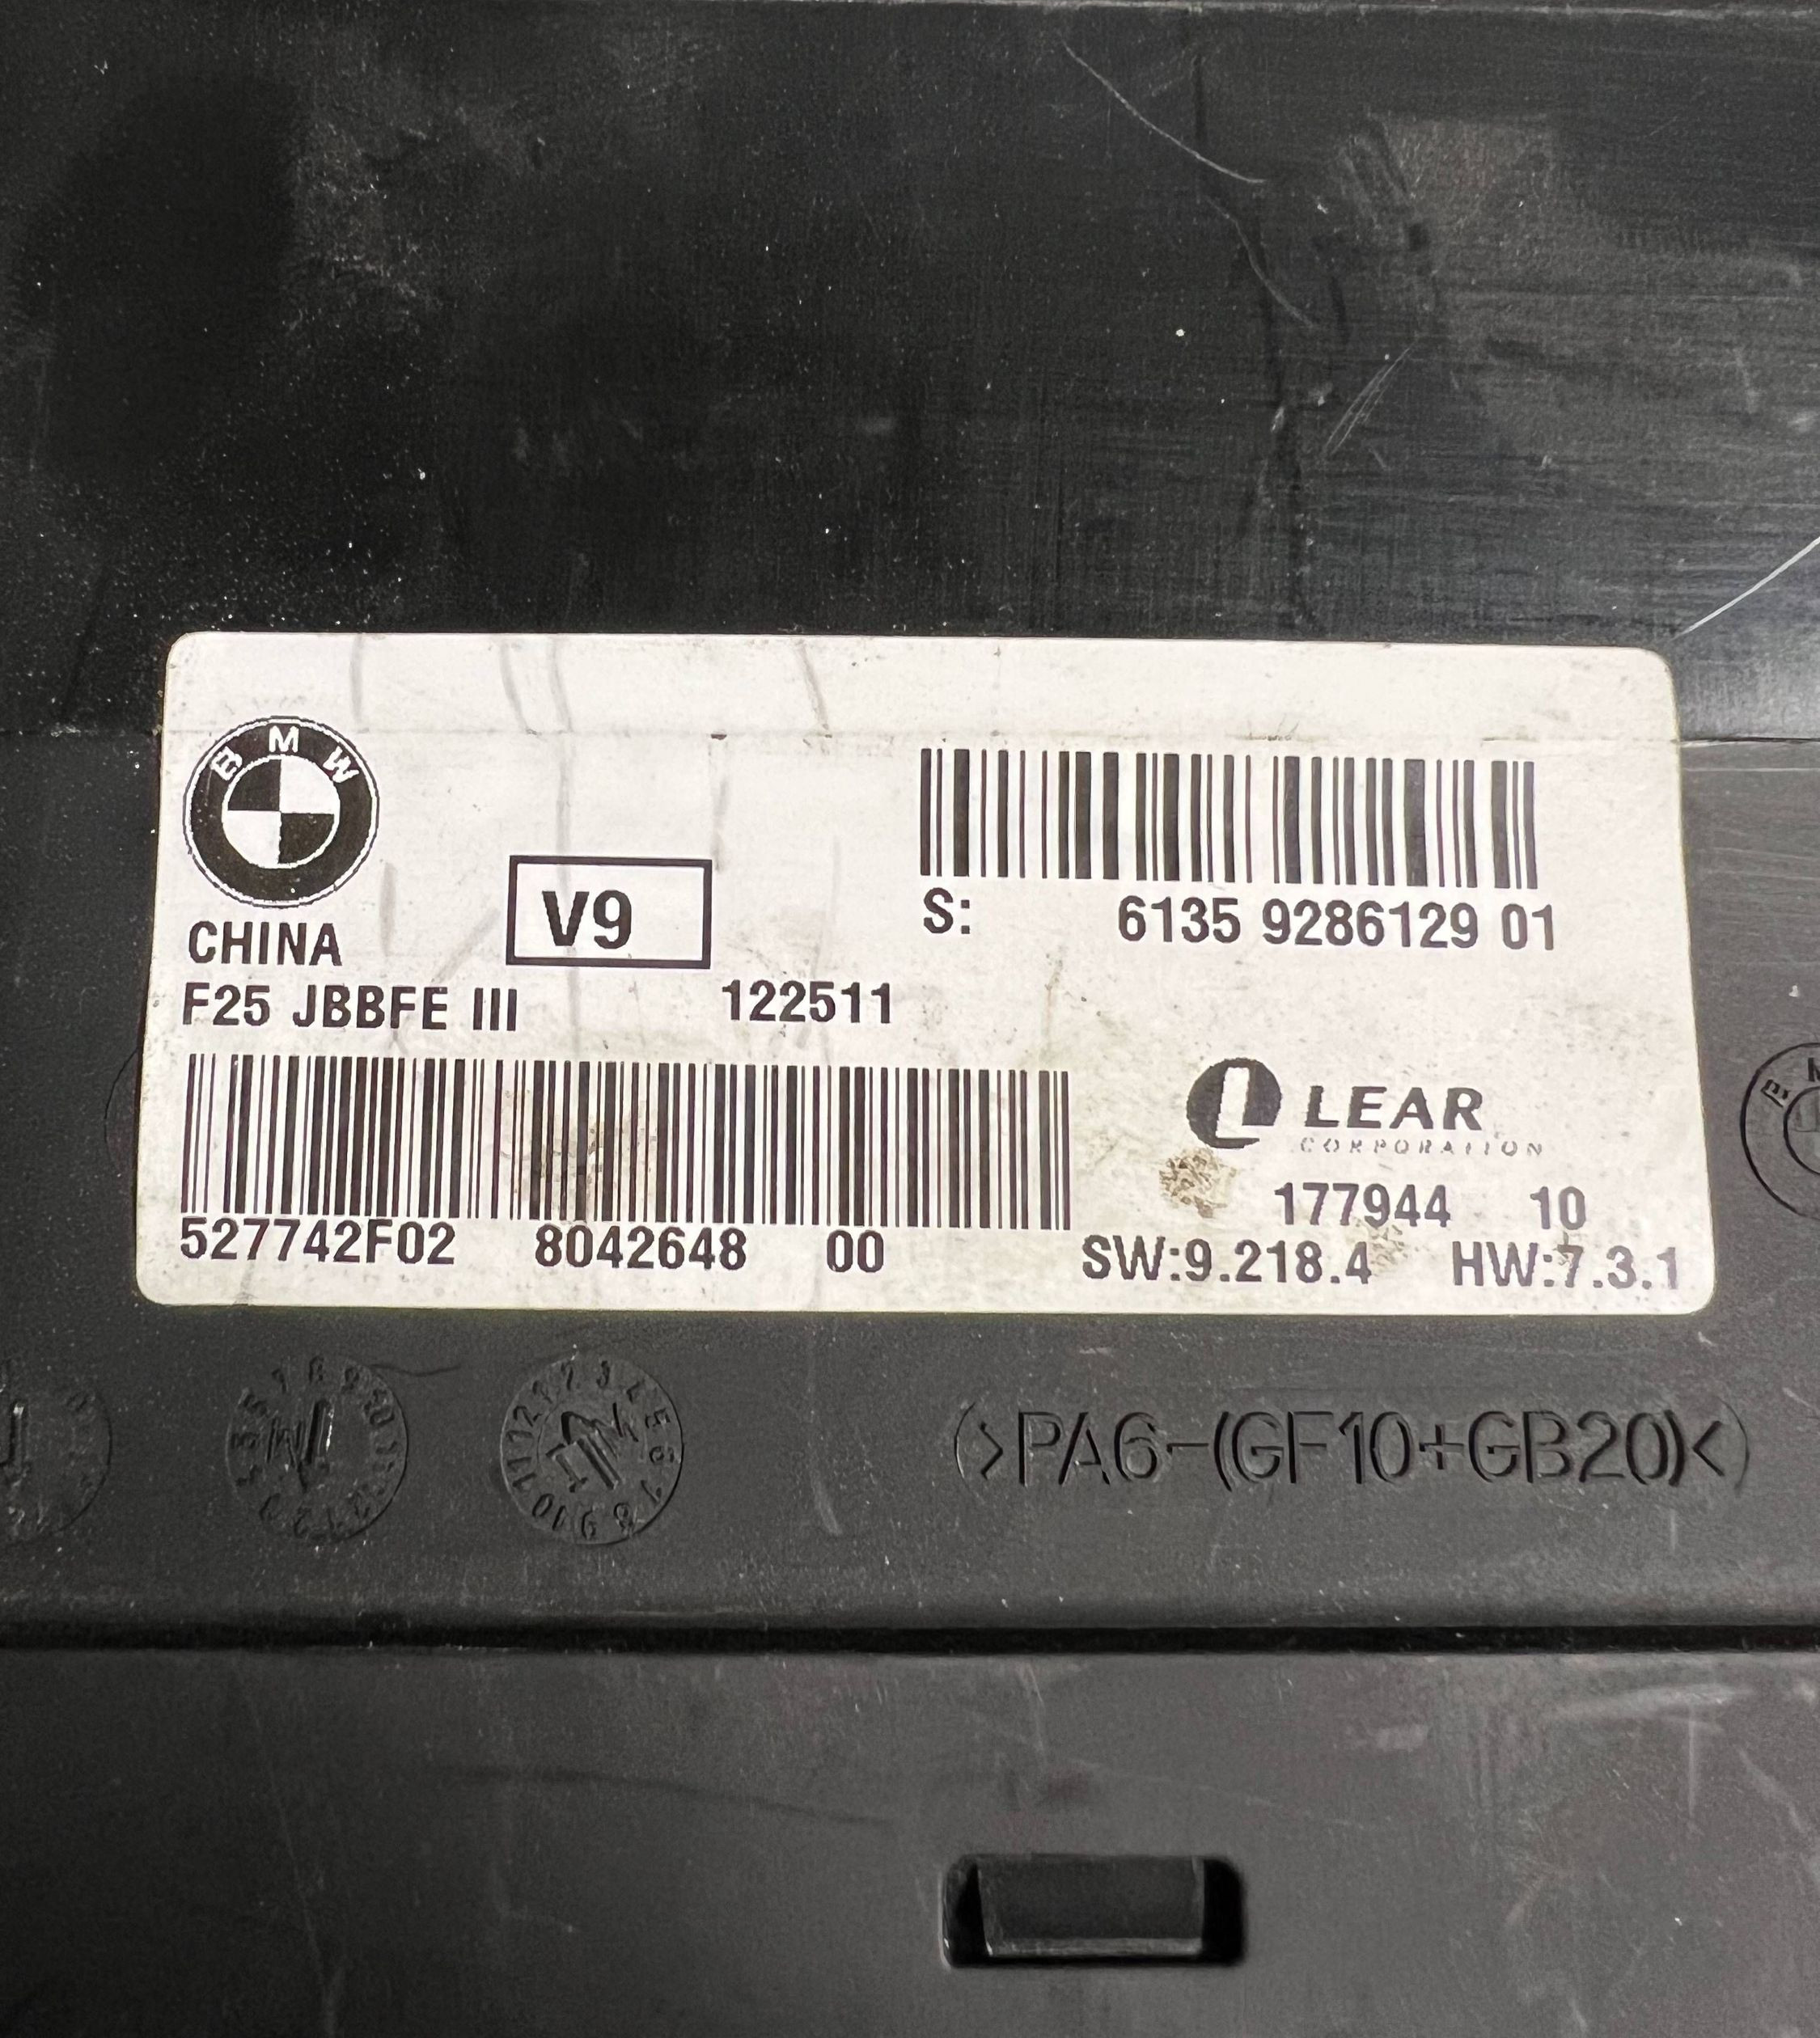 BMW
CHINA
V9
S: 6135 9286129 01
F25 JBBFE III 122511
LEAR
CORPORATION
177944 10
527742F02 8042648 00
SW:9.218.4 HW:7.3.1
(>PA6-(GF10+GB20)<)